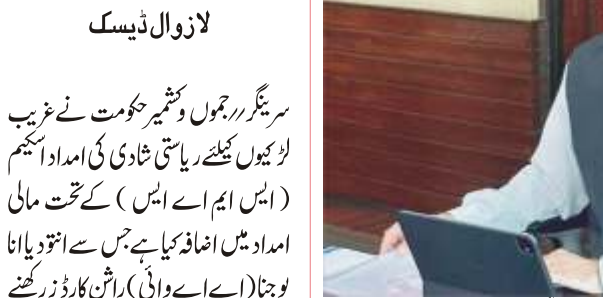 لازوال ڈیسک
سرینگر؍؍جموں وکشمیر حکومت نے غریب
لڑکیوں کیلئے ریاستی شادی کی امداد اسکیم
( ایس ایم اے ایس ) کے تحت مالی
امداد میں اضافہ کیا ہے جس سے انتودیا انا
یوجنا (اے اے وائی) راشن کارڈز رکھنے